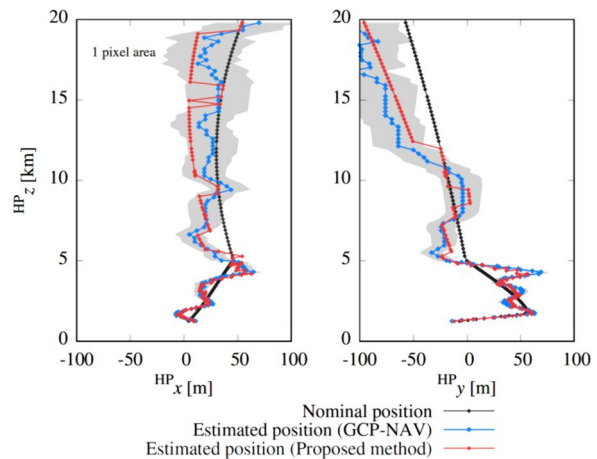 20
20
1 pixel area
15
15
HPz [km]
10
10
5
5
0
0
-100 -50 0 50 100
-100 -50 0 50 100
HPx [m]
HPy [m]
Nominal position
Estimated position (GCP-NAV)
Estimated position (Proposed method)